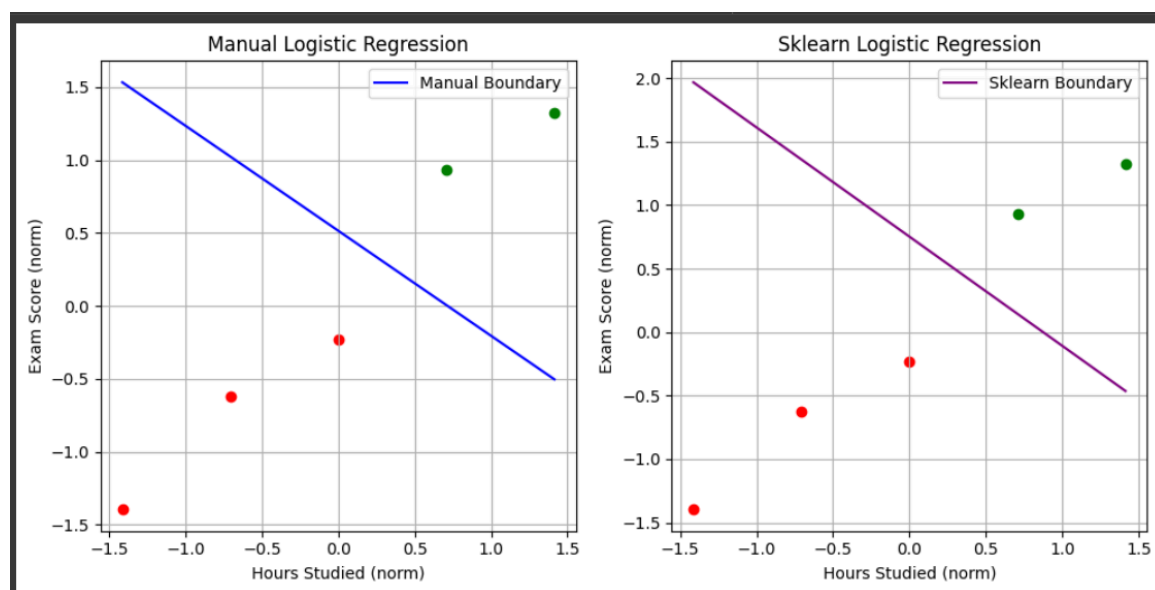 Manual Logistic Regression
Manual Boundary
1.5
1.0
0.5
0.0
−0.5
−1.0
−1.5
Exam Score (norm)
−1.5 −1.0 −0.5 0.0 0.5 1.0 1.5
Hours Studied (norm)
Sklearn Logistic Regression
Sklearn Boundary
2.0
1.5
1.0
0.5
0.0
−0.5
−1.0
−1.5
Exam Score (norm)
−1.5 −1.0 −0.5 0.0 0.5 1.0 1.5
Hours Studied (norm)